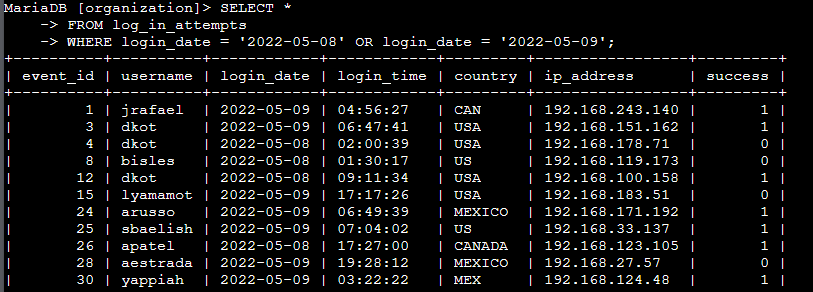 MariaDB [organization]> SELECT *
    -> FROM log_in_attempts
    -> WHERE login_date = '2022-05-08' OR login_date = '2022-05-09';
+----------+----------+------------+------------+---------+-----------------+---------+
| event_id | username | login_date | login_time | country | ip_address      | success |
+----------+----------+------------+------------+---------+-----------------+---------+
|        1 | jrafael  | 2022-05-09 | 04:56:27   | CAN     | 192.168.243.140 |       1 |
|        3 | dkot     | 2022-05-09 | 06:47:41   | USA     | 192.168.151.162 |       1 |
|        4 | dkot     | 2022-05-08 | 02:00:39   | USA     | 192.168.178.71  |       0 |
|        8 | bisles   | 2022-05-08 | 01:30:17   | US      | 192.168.119.173 |       0 |
|       12 | dkot     | 2022-05-08 | 09:11:34   | USA     | 192.168.100.158 |       1 |
|       15 | lyamamot | 2022-05-09 | 17:17:26   | USA     | 192.168.183.51  |       0 |
|       24 | arusso   | 2022-05-09 | 06:49:39   | MEXICO  | 192.168.171.192 |       1 |
|       25 | sbaelish | 2022-05-09 | 07:04:02   | US      | 192.168.33.137  |       1 |
|       26 | apatel   | 2022-05-08 | 17:27:00   | CANADA  | 192.168.123.105 |       1 |
|       28 | aestrada | 2022-05-09 | 19:28:12   | MEXICO  | 192.168.27.57   |       0 |
|       30 | yappiah  | 2022-05-09 | 03:22:22   | MEX     | 192.168.124.48  |       1 |